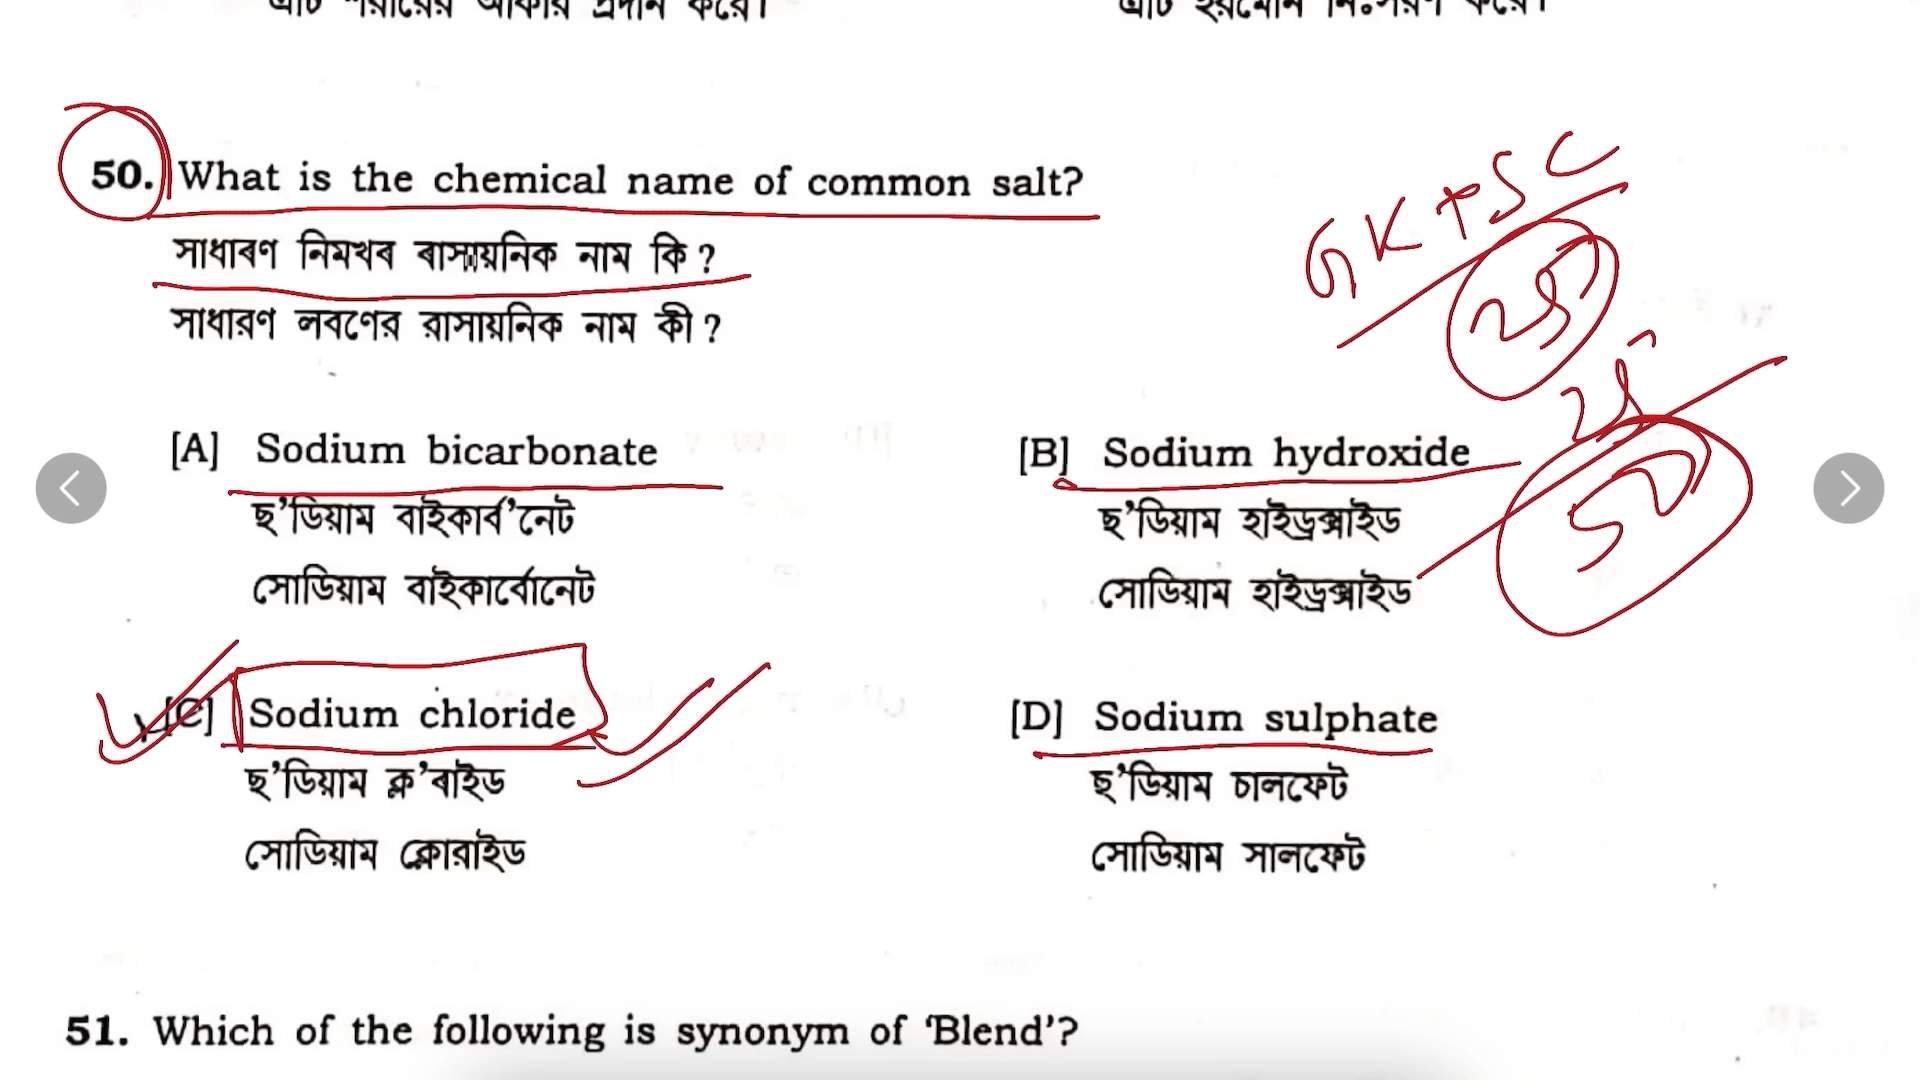 50. What is the chemical name of common salt?
সাধাৰণ নিমখৰ ৰাসায়নিক নাম কি ?
সাধারণ লবণের রাসায়নিক নাম কী ?
[A] Sodium bicarbonate
ছ’ডিয়াম বাইকাৰ্ব’নেট
সোডিয়াম বাইকার্বোনেট
[B] Sodium hydroxide
ছ’ডিয়াম হাইড্ৰক্সাইড
সোডিয়াম হাইড্রক্সাইড
[C] Sodium chloride
ছ’ডিয়াম ক্ল’ৰাইড
সোডিয়াম ক্লোরাইড
[D] Sodium sulphate
ছ’ডিয়াম চালফেট
সোডিয়াম সালফেট
GK+SC
51. Which of the following is synonym of ‘Blend’?